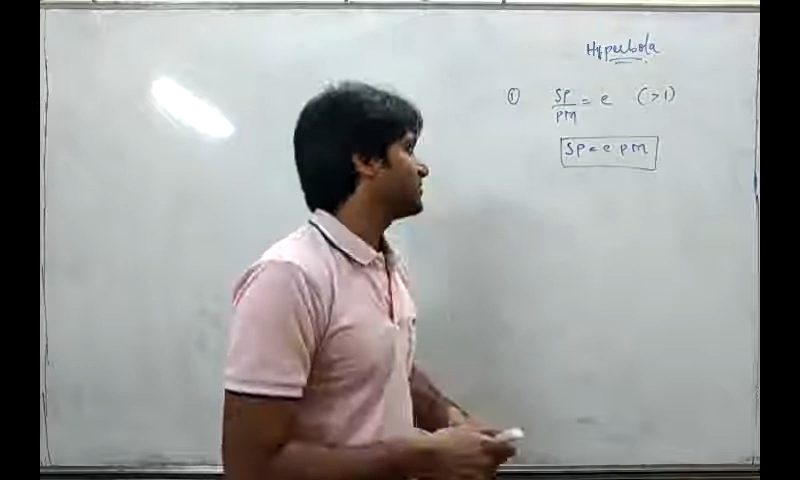 Hyperbola
① SP/PM = e (>1)
SP = e PM